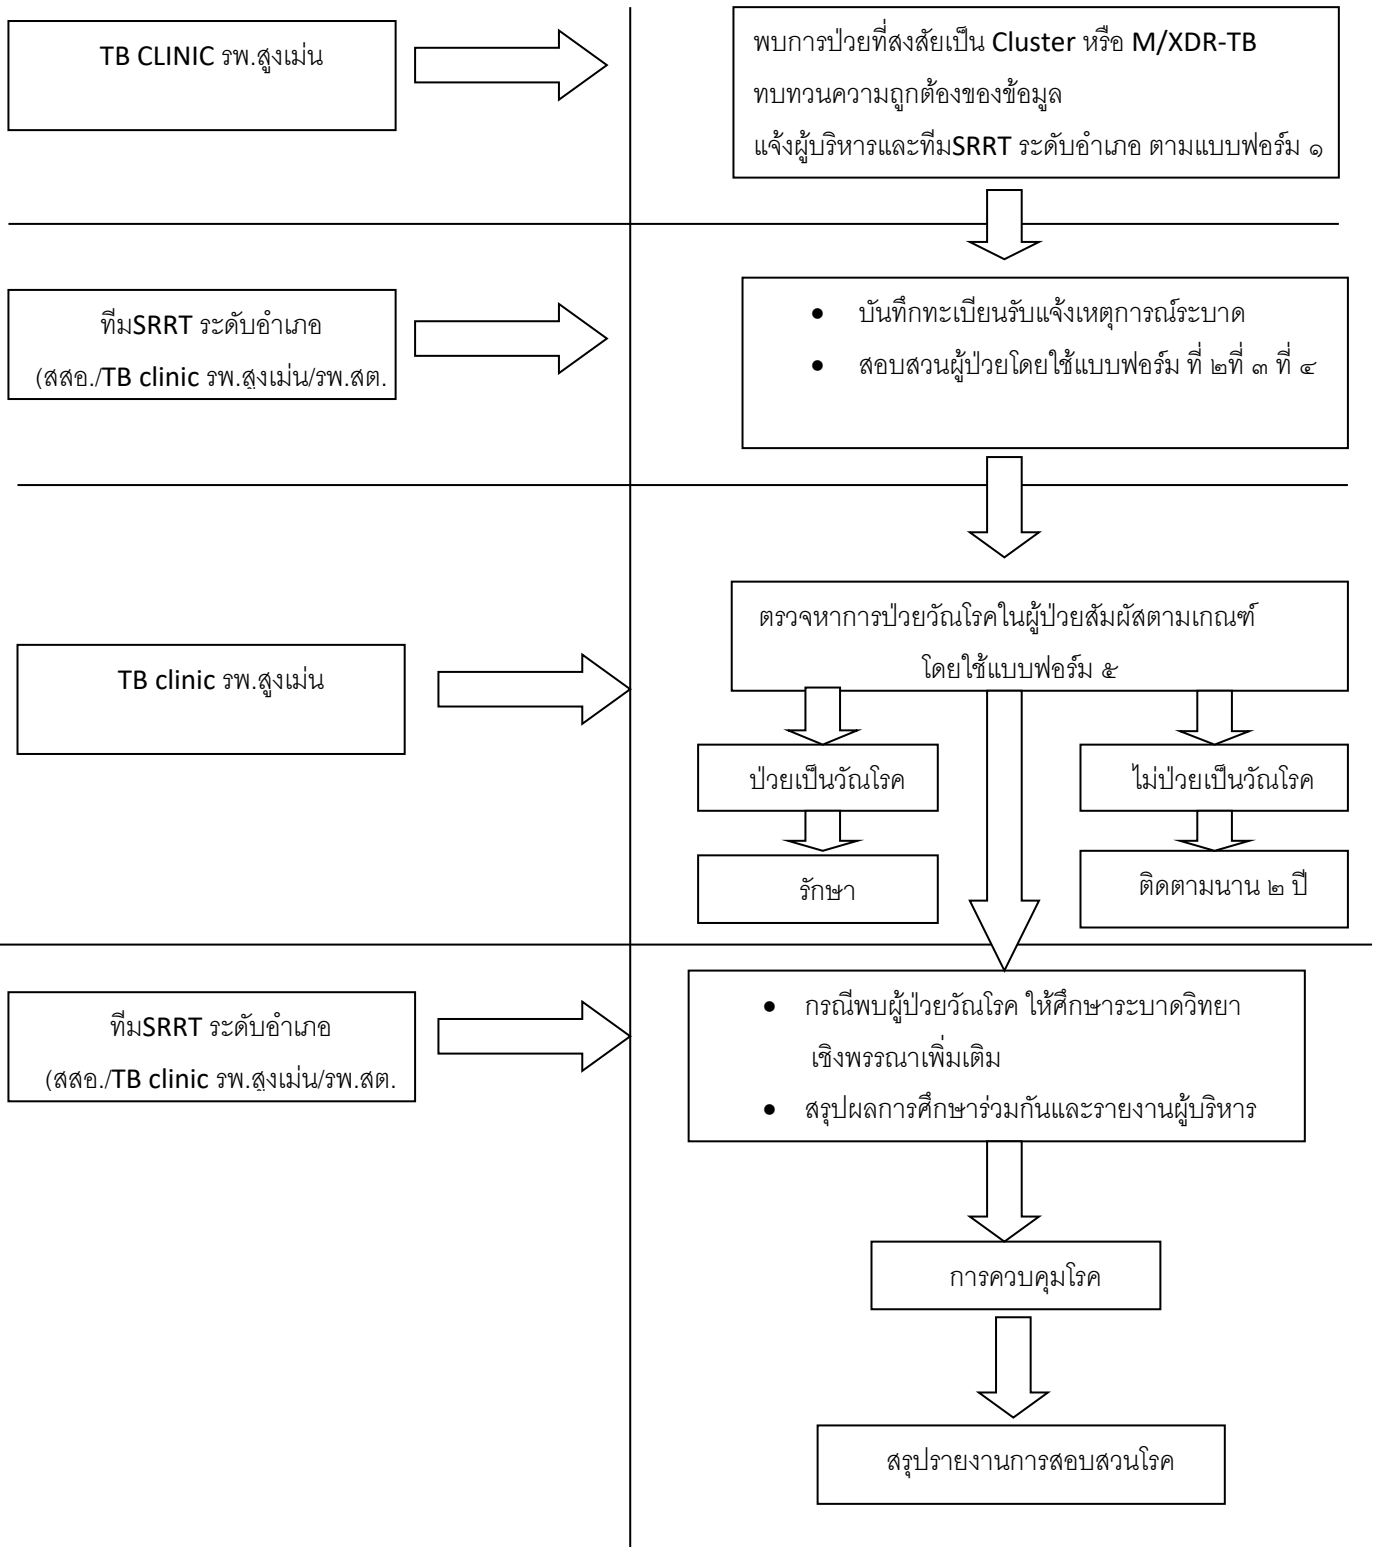 TB CLINIC รพ.สูงเม่น
พบการป่วยที่สงสัยเป็น Cluster หรือ M/XDR-TB
ทบทวนความถูกต้องของข้อมูล
แจ้งผู้บริหารและทีมSRRT ระดับอำเภอ ตามแบบฟอร์ม ๑
ทีมSRRT ระดับอำเภอ
(สสอ./TB clinic รพ.สูงเม่น/รพ.สต.
• บันทึกทะเบียนรับแจ้งเหตุการณ์ระบาด
• สอบสวนผู้ป่วยโดยใช้แบบฟอร์ม ที่ ๒ที่ ๓ ที่ ๔
TB clinic รพ.สูงเม่น
ตรวจหาการป่วยวัณโรคในผู้ป่วยสัมผัสตามเกณฑ์
โดยใช้แบบฟอร์ม ๕
ป่วยเป็นวัณโรค
ไม่ป่วยเป็นวัณโรค
รักษา
ติดตามนาน ๒ ปี
ทีมSRRT ระดับอำเภอ
(สสอ./TB clinic รพ.สูงเม่น/รพ.สต.
• กรณีพบผู้ป่วยวัณโรค ให้ศึกษาระบาดวิทยา
เชิงพรรณาเพิ่มเติม
• สรุปผลการศึกษาร่วมกันและรายงานผู้บริหาร
การควบคุมโรค
สรุปรายงานการสอบสวนโรค